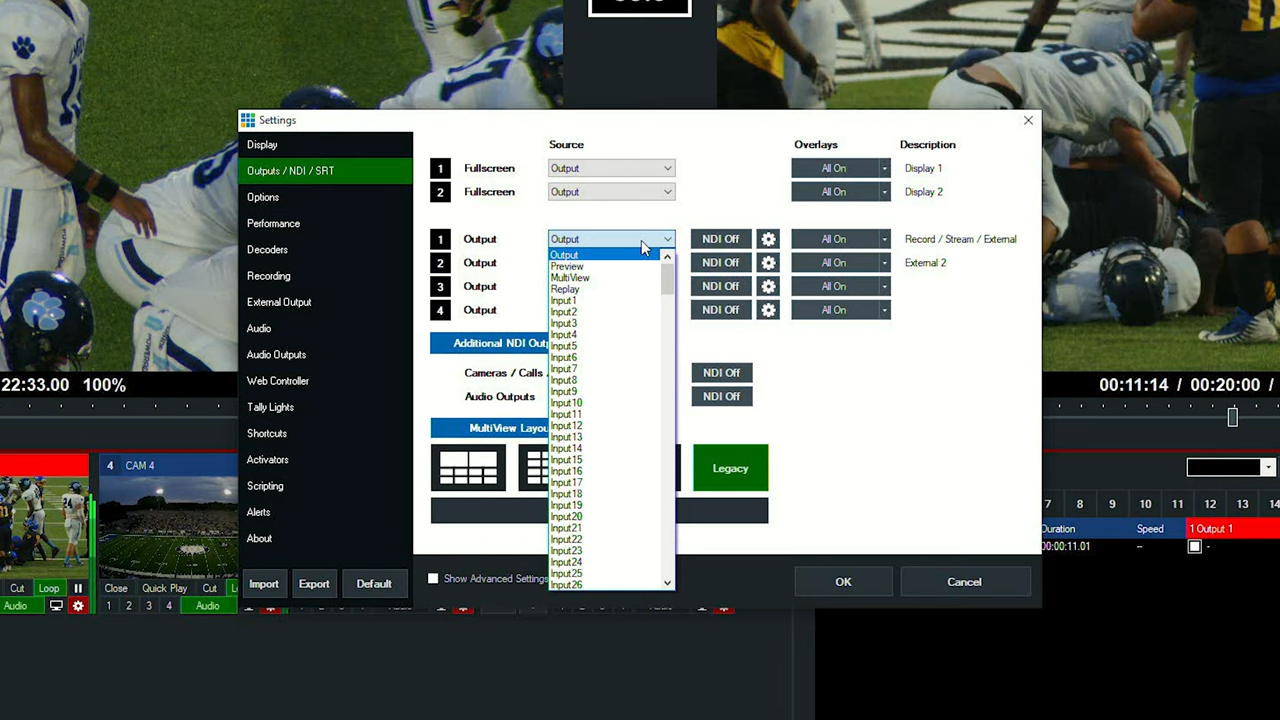 Settings
Display
Outputs / NDI / SRT
Options
Performance
Decoders
Recording
External Output
Audio
Audio Outputs
Web Controller
Tally Lights
Shortcuts
Activators
Scripting
Alerts
About
Import Export Default
Source Overlays Description
1 Fullscreen Output All On Display 1
2 Fullscreen Output All On Display 2
1 Output Output NDI Off All On Record / Stream / External
2 Output NDI Off All On External 2
3 Output NDI Off All On
4 Output NDI Off All On
Output
Preview
MultiView
Replay
Input1
Input2
Input3
Input4
Input5
Input6
Input7
Input8
Input9
Input10
Input11
Input12
Input13
Input14
Input15
Input16
Input17
Input18
Input19
Input20
Input21
Input22
Input23
Input24
Input25
Input26
Additional NDI
Cameras / Calls / NDI Off
Audio Outputs NDI Off
MultiView
Legacy
Show Advanced Settings
OK Cancel
22:33.00 100%
00:11:14 / 00:20:00 /
4 CAM 4
Cut Loop
Close Quick Play Cut
Audio
1 2 3 4 Audio
7 8 9 10 11 12 13 14
Duration Speed 1 Output 1
00:00:11.01 -- -